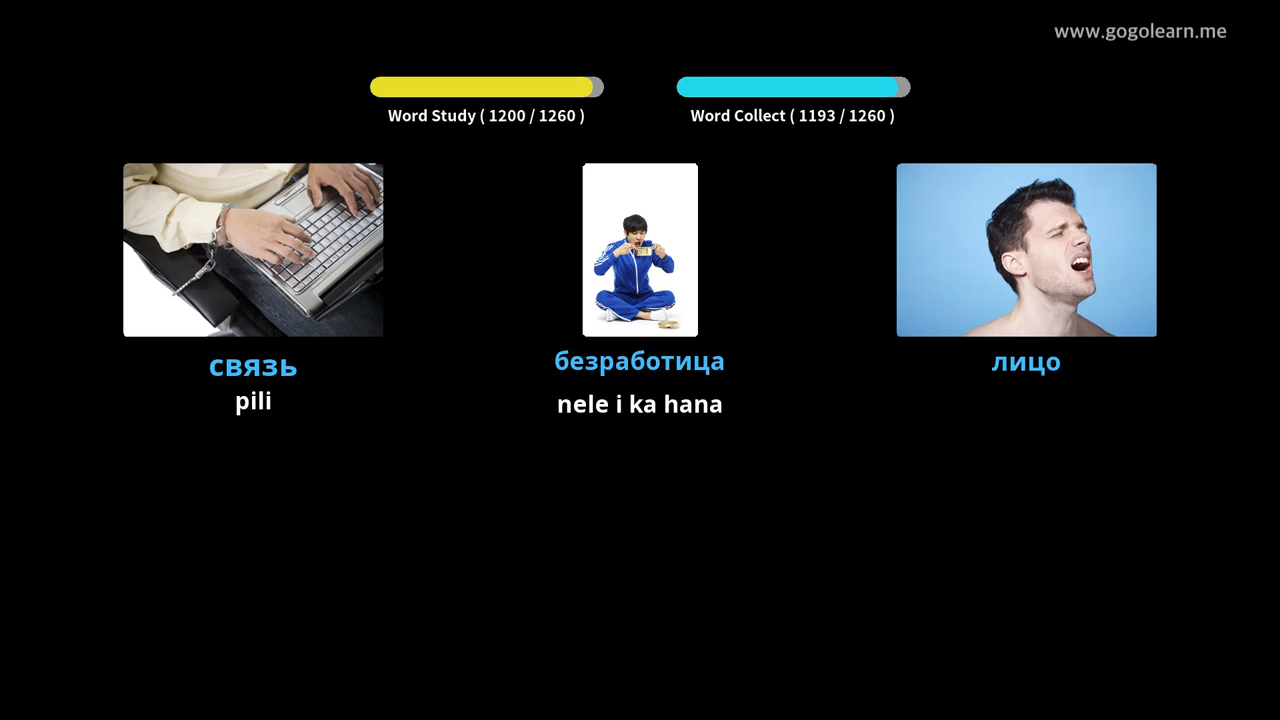 www.gogolearn.me
Word Study ( 1200 / 1260 )
Word Collect ( 1193 / 1260 )
связь
pili
безработица
nele i ka hana
лицо